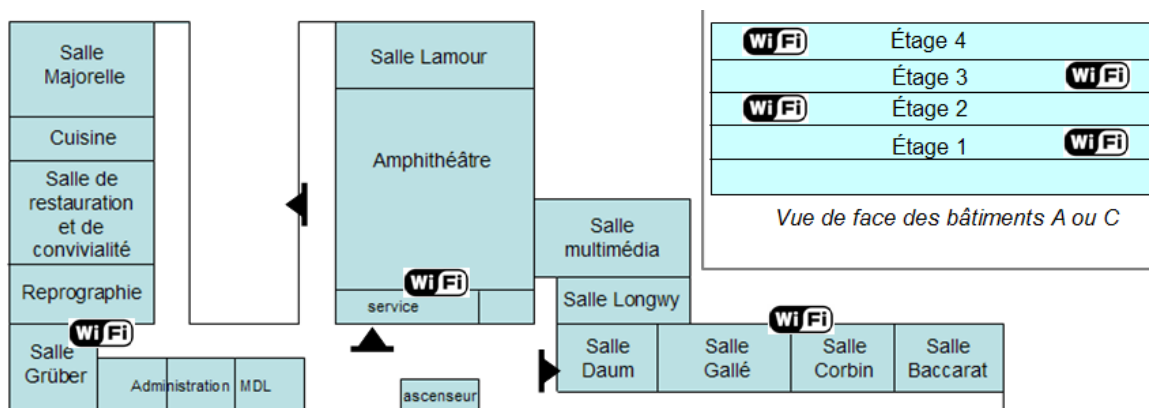 Salle
Majorelle
Cuisine
Salle de
restauration
et de
convivialité
Reprographie
WiFi
Salle
Grüber
Administration
MDL
Salle Lamour
Amphithéâtre
WiFi
service
ascenseur
Salle
multimédia
Salle Longwy
WiFi
Salle
Daum
Salle
Gallé
Salle
Corbin
Salle
Baccarat
WiFi Étage 4
Étage 3 WiFi
WiFi Étage 2
Étage 1 WiFi
Vue de face des bâtiments A ou C